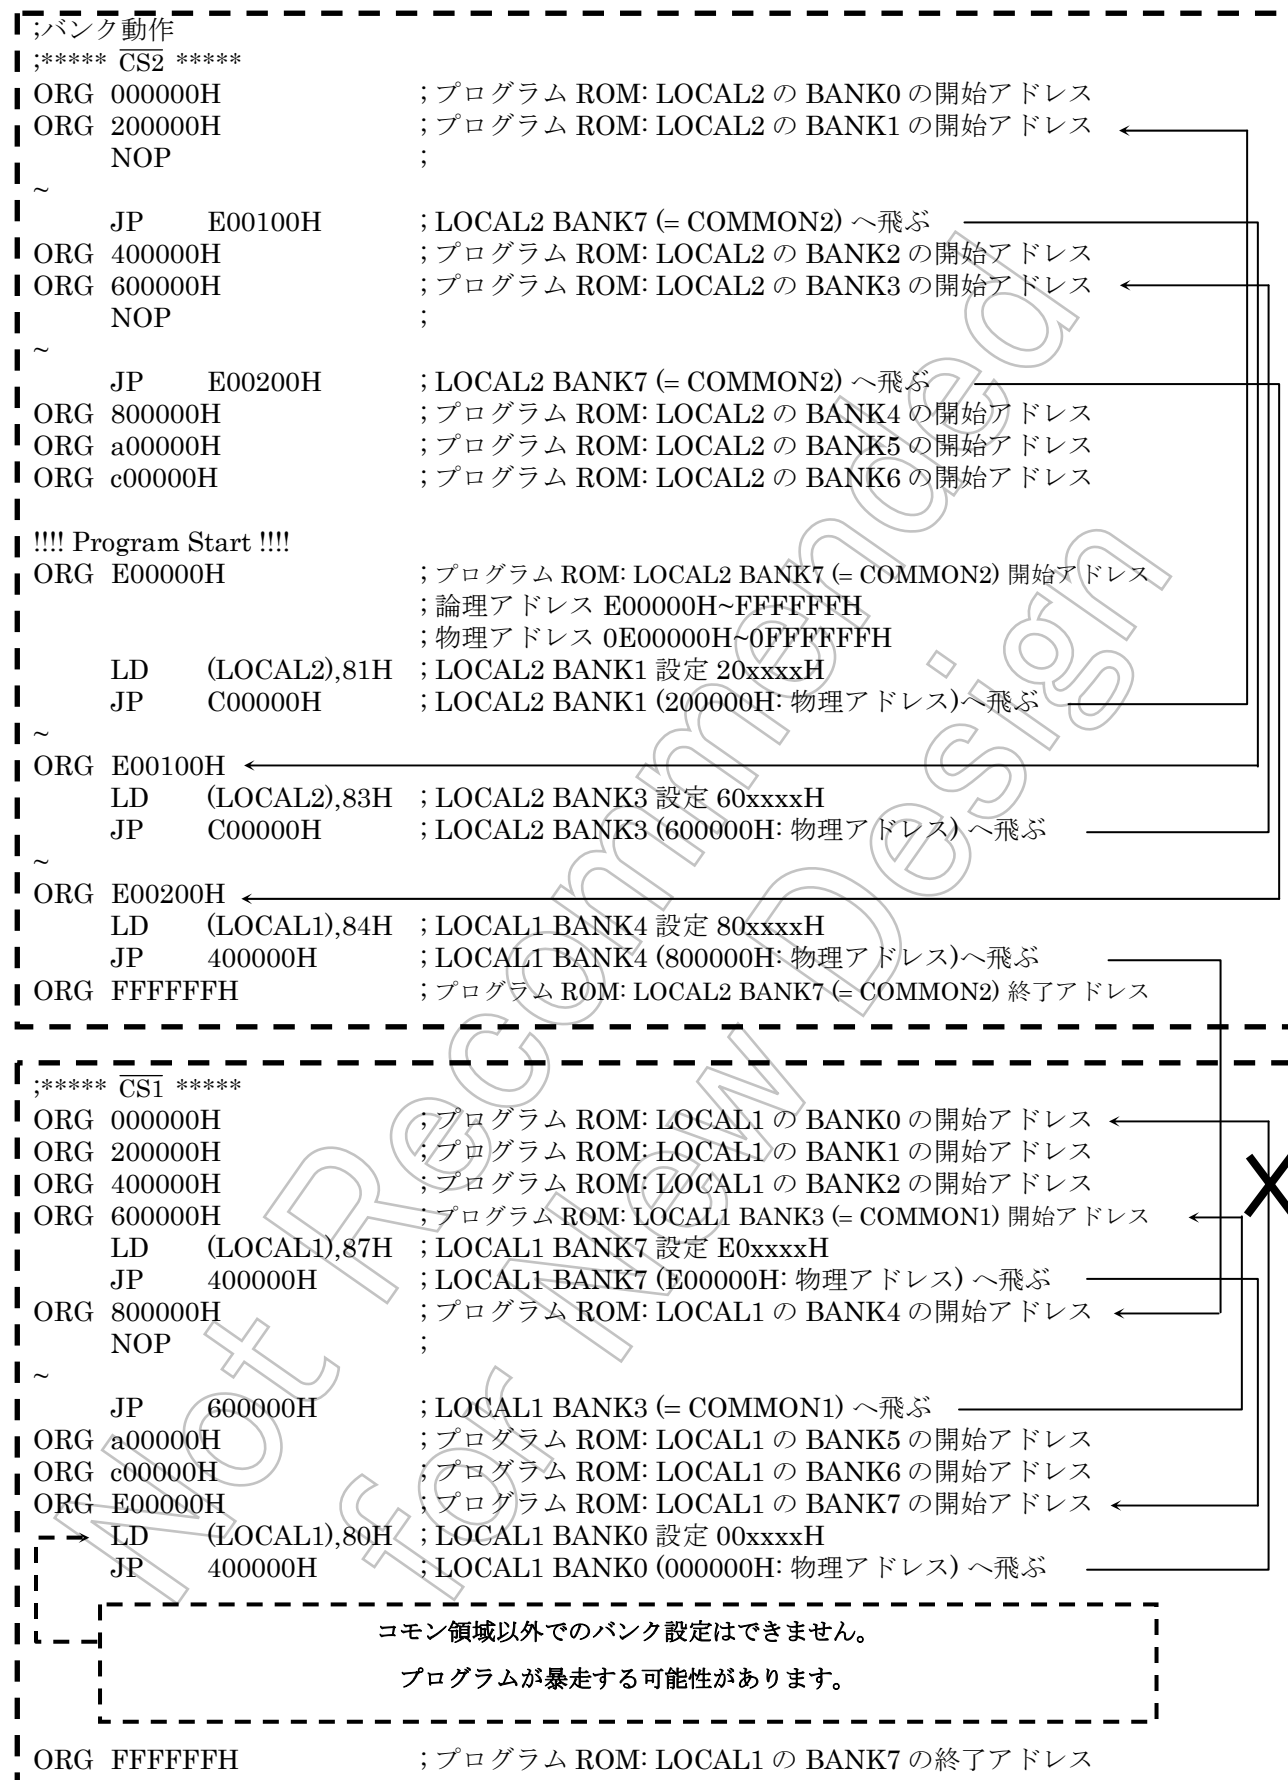 ;バンク動作
;***** CS2 *****
ORG 000000H ; プログラム ROM: LOCAL2 の BANK0 の開始アドレス
ORG 200000H ; プログラム ROM: LOCAL2 の BANK1 の開始アドレス
NOP ;
~
JP E00100H ; LOCAL2 BANK7 (= COMMON2) へ飛ぶ
ORG 400000H ; プログラム ROM: LOCAL2 の BANK2 の開始アドレス
ORG 600000H ; プログラム ROM: LOCAL2 の BANK3 の開始アドレス
NOP ;
~
JP E00200H ; LOCAL2 BANK7 (= COMMON2) へ飛ぶ
ORG 800000H ; プログラム ROM: LOCAL2 の BANK4 の開始アドレス
ORG a00000H ; プログラム ROM: LOCAL2 の BANK5 の開始アドレス
ORG c00000H ; プログラム ROM: LOCAL2 の BANK6 の開始アドレス
!!!! Program Start !!!!
ORG E00000H ; プログラム ROM: LOCAL2 BANK7 (= COMMON2) 開始アドレス
; 論理アドレス E00000H~FFFFFFH
; 物理アドレス 0E00000H~0FFFFFFH
LD (LOCAL2),81H ; LOCAL2 BANK1 設定 20xxxxH
JP C00000H ; LOCAL2 BANK1 (200000H: 物理アドレス)へ飛ぶ
~
ORG E00100H
LD (LOCAL2),83H ; LOCAL2 BANK3 設定 60xxxxH
JP C00000H ; LOCAL2 BANK3 (600000H: 物理アドレス) へ飛ぶ
~
ORG E00200H
LD (LOCAL1),84H ; LOCAL1 BANK4 設定 80xxxxH
JP 400000H ; LOCAL1 BANK4 (800000H: 物理アドレス)へ飛ぶ
ORG FFFFFFH ; プログラム ROM: LOCAL2 BANK7 (= COMMON2) 終了アドレス
;***** CS1 *****
ORG 000000H ; プログラム ROM: LOCAL1 の BANK0 の開始アドレス
ORG 200000H ; プログラム ROM: LOCAL1 の BANK1 の開始アドレス
ORG 400000H ; プログラム ROM: LOCAL1 の BANK2 の開始アドレス
ORG 600000H ; プログラム ROM: LOCAL1 BANK3 (= COMMON1) 開始アドレス
LD (LOCAL1),87H ; LOCAL1 BANK7 設定 E0xxxxH
JP 400000H ; LOCAL1 BANK7 (E00000H: 物理アドレス) へ飛ぶ
ORG 800000H ; プログラム ROM: LOCAL1 の BANK4 の開始アドレス
NOP ;
~
JP 600000H ; LOCAL1 BANK3 (= COMMON1) へ飛ぶ
ORG a00000H ; プログラム ROM: LOCAL1 の BANK5 の開始アドレス
ORG c00000H ; プログラム ROM: LOCAL1 の BANK6 の開始アドレス
ORG E00000H ; プログラム ROM: LOCAL1 の BANK7 の開始アドレス
LD (LOCAL1),80H ; LOCAL1 BANK0 設定 00xxxxH
JP 400000H ; LOCAL1 BANK0 (000000H: 物理アドレス) へ飛ぶ
コモン領域以外でのバンク設定はできません。
プログラムが暴走する可能性があります。
ORG FFFFFFH ; プログラム ROM: LOCAL1 の BANK7 の終了アドレス
Not Recommended
for New Design